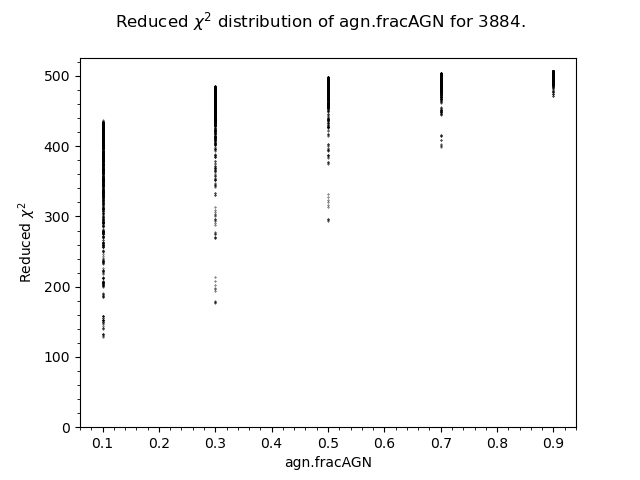 Reduced χ² distribution of agn.fracAGN for 3884.
500
400
300
200
100
0
Reduced χ²
0.1 0.2 0.3 0.4 0.5 0.6 0.7 0.8 0.9
agn.fracAGN